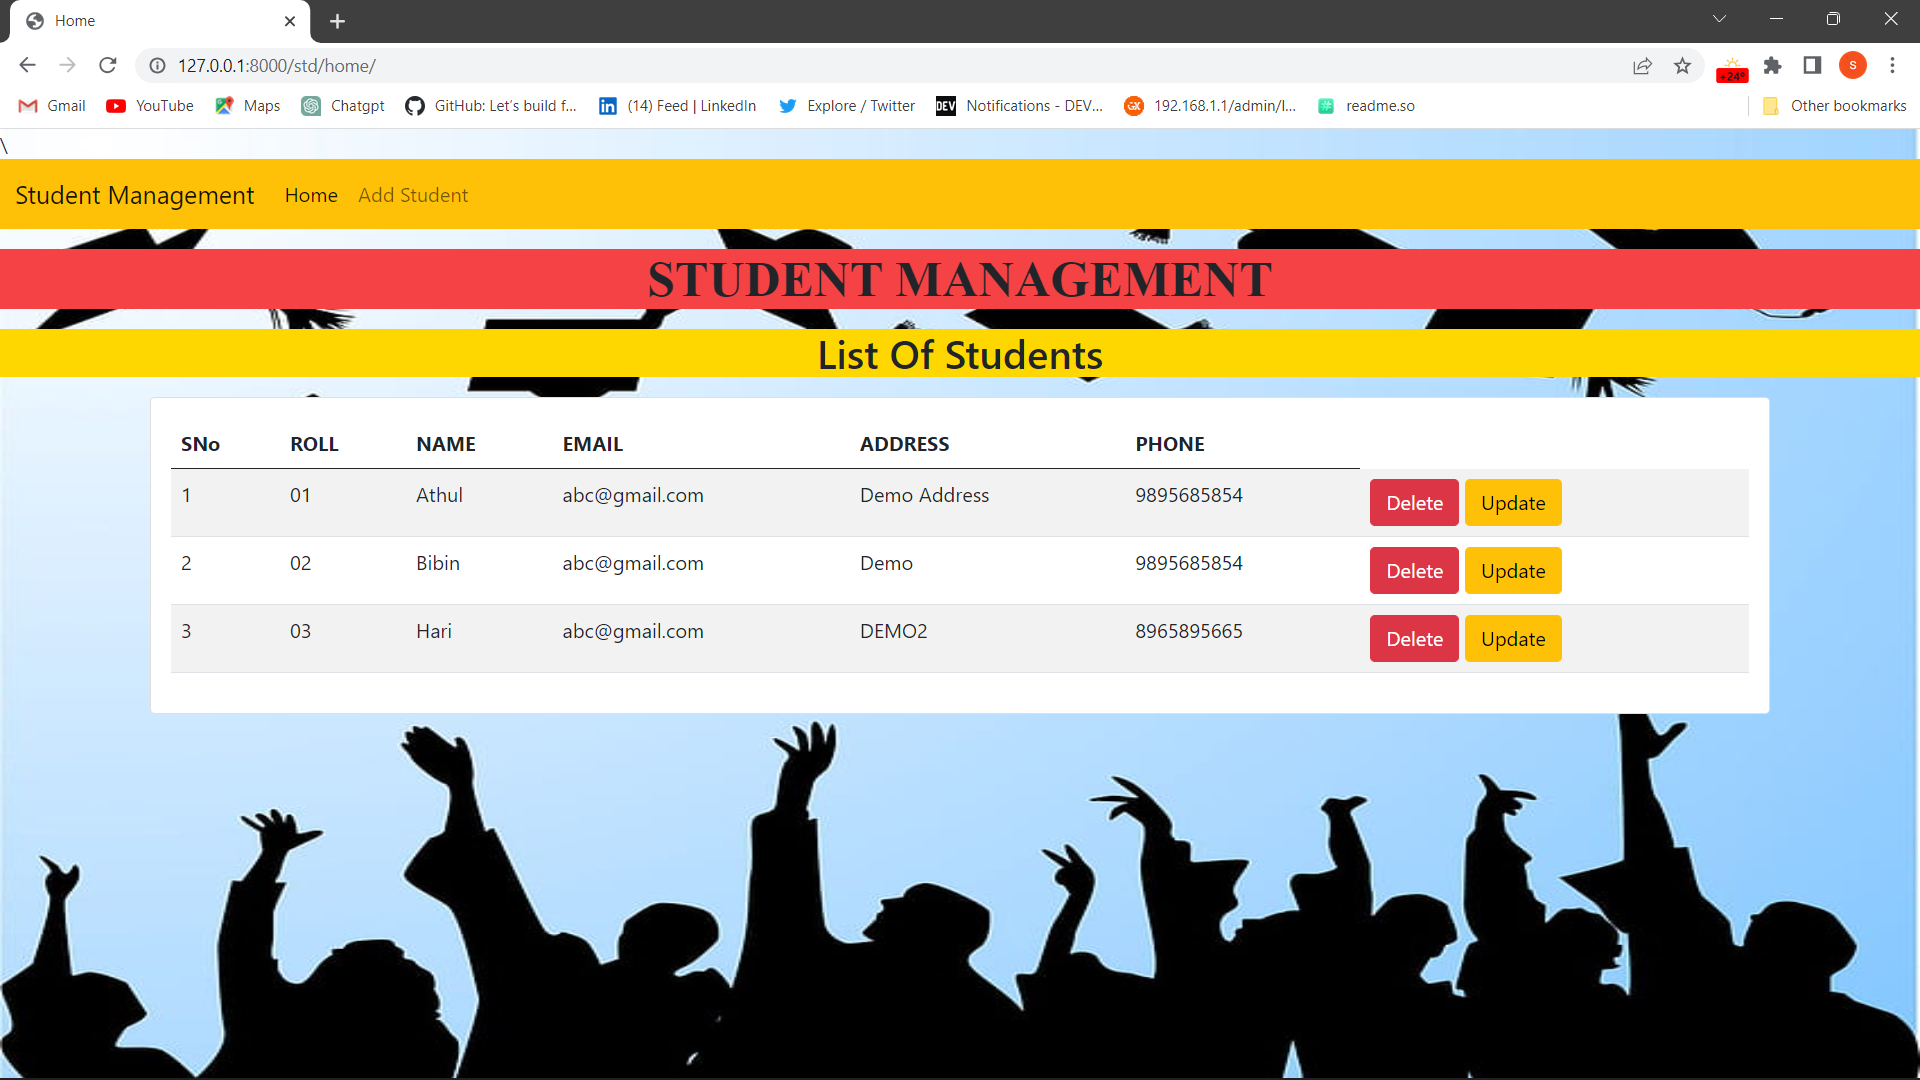 Home
127.0.0.1:8000/std/home/
+24°
s
Gmail YouTube Maps Chatgpt GitHub: Let's build f... (14) Feed | LinkedIn Explore / Twitter DEV Notifications - DEV... GX 192.168.1.1/admin/l... readme.so Other bookmarks
\
Student Management Home Add Student
STUDENT MANAGEMENT
List Of Students
SNo ROLL NAME EMAIL ADDRESS PHONE
1 01 Athul abc@gmail.com Demo Address 9895685854 Delete Update
2 02 Bibin abc@gmail.com Demo 9895685854 Delete Update
3 03 Hari abc@gmail.com DEMO2 8965895665 Delete Update